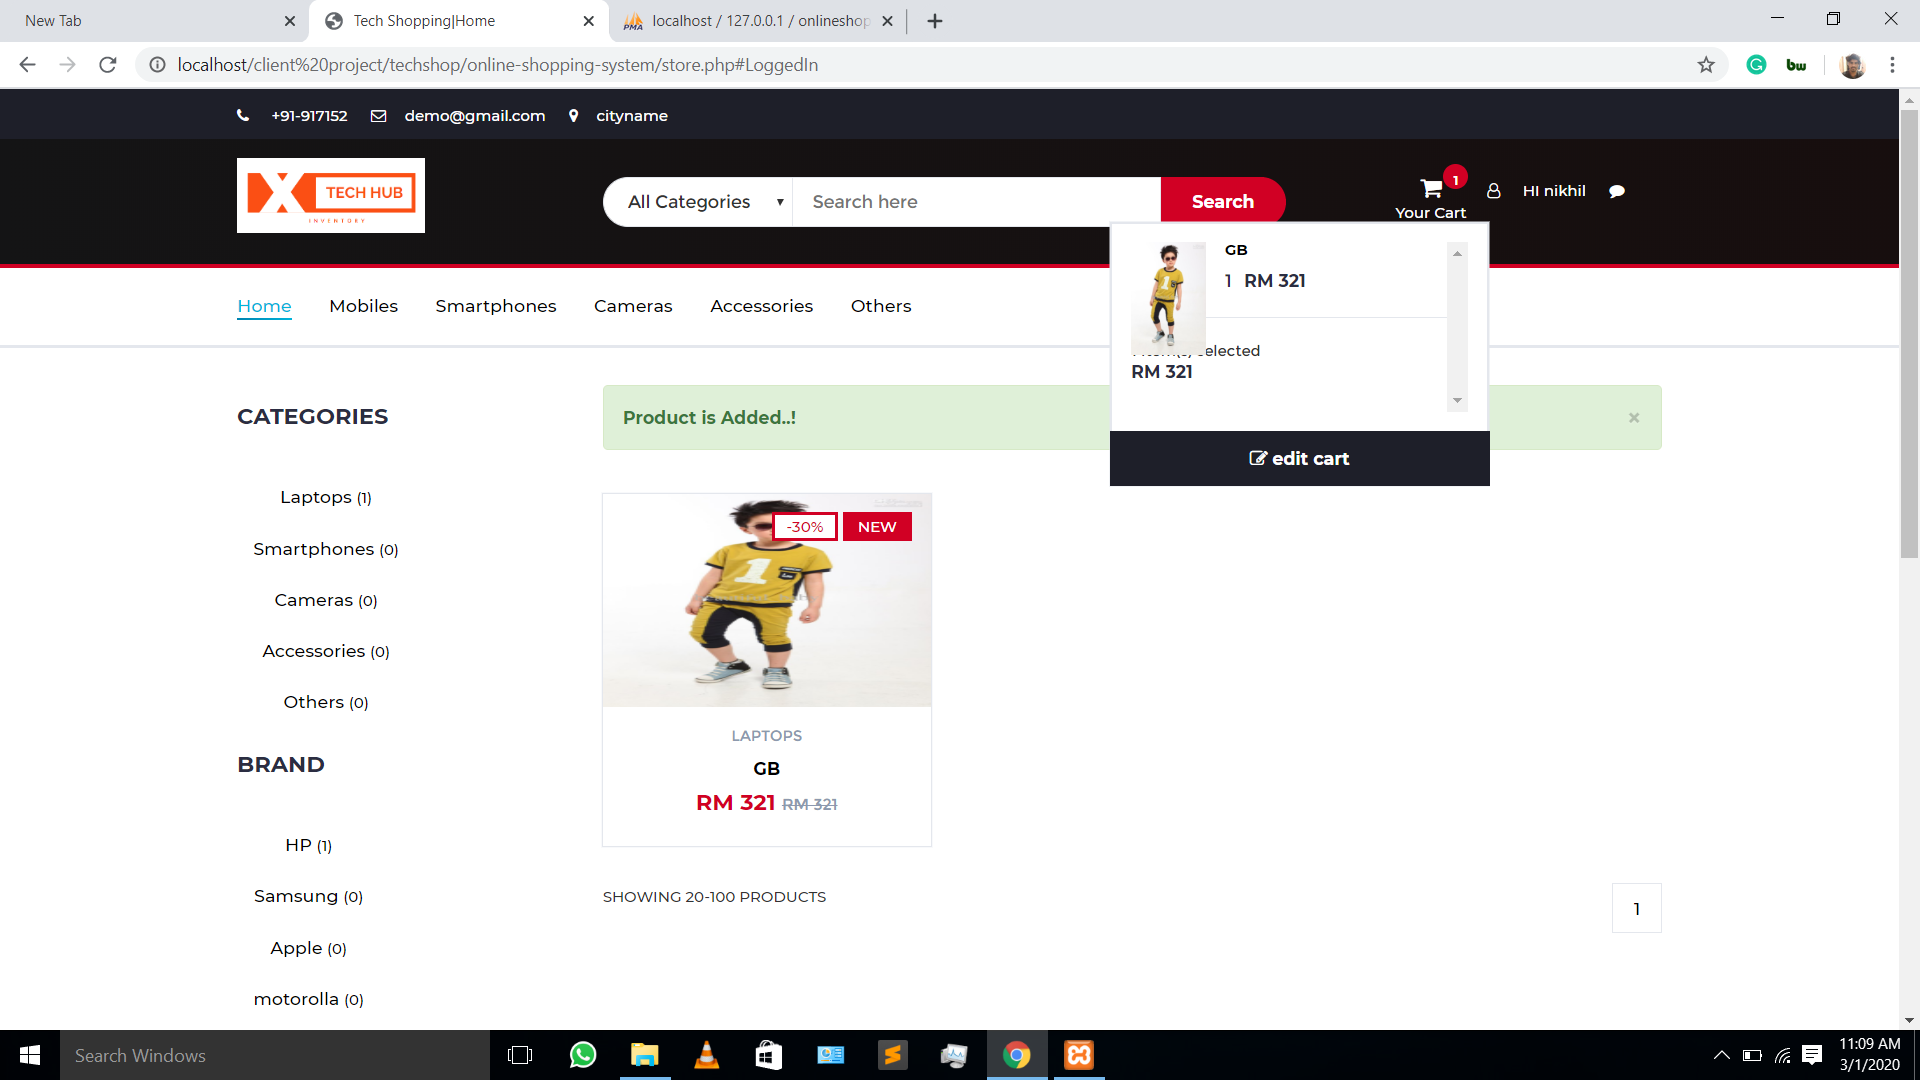 New Tab
Tech Shopping|Home
localhost / 127.0.0.1 / onlineshop
localhost/client%20project/techshop/online-shopping-system/store.php#LoggedIn
+91-917152
demo@gmail.com
cityname
TECH HUB
INVENTORY
All Categories
Search here
Search
1
Your Cart
HI nikhil
GB
1 RM 321
selected
RM 321
edit cart
Home
Mobiles
Smartphones
Cameras
Accessories
Others
CATEGORIES
Laptops (1)
Smartphones (0)
Cameras (0)
Accessories (0)
Others (0)
BRAND
HP (1)
Samsung (0)
Apple (0)
motorolla (0)
Product is Added..!
×
-30%
NEW
1
LAPTOPS
GB
RM 321 RM 321
SHOWING 20-100 PRODUCTS
1
Search Windows
11:09 AM
3/1/2020